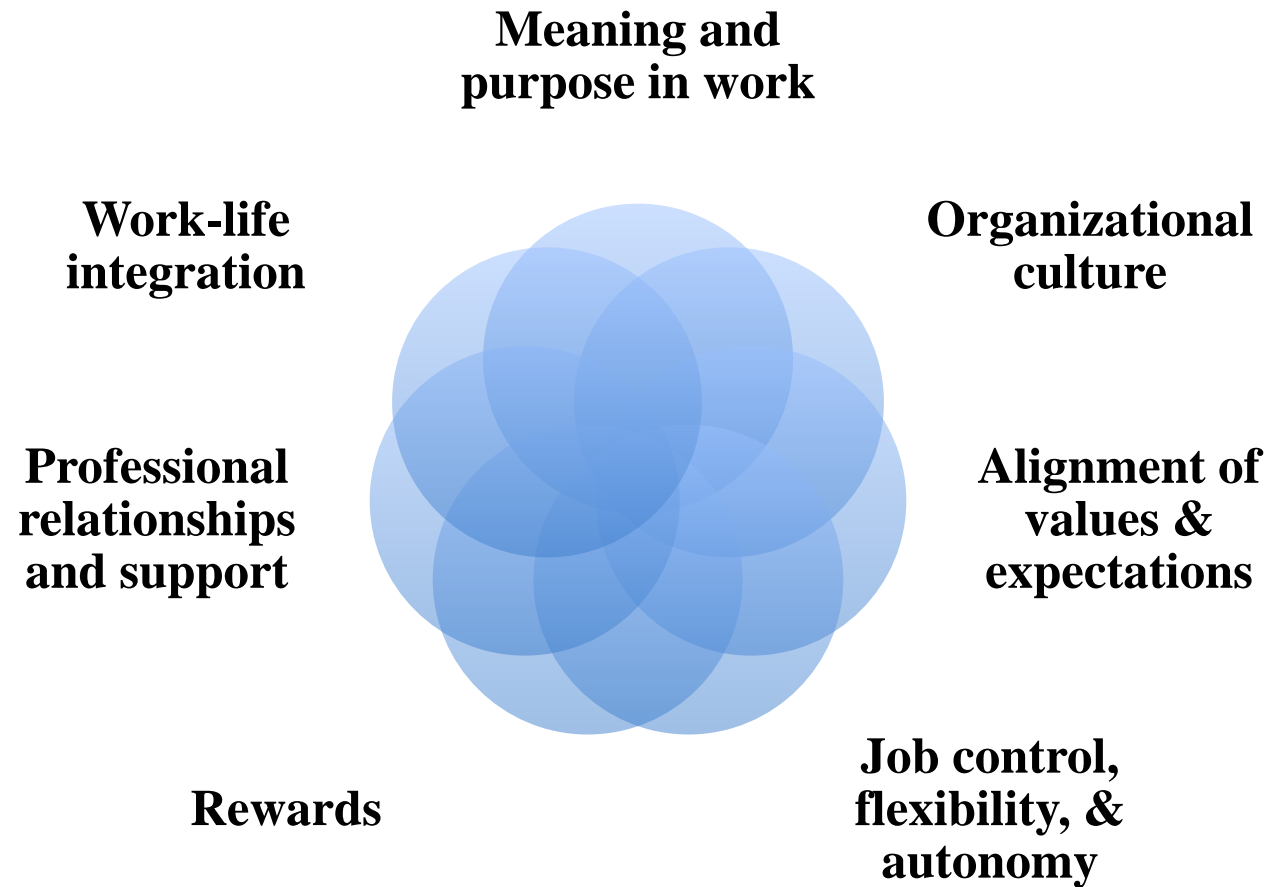 Meaning and
purpose in work
Work-life
integration
Organizational
culture
Professional
relationships
and support
Alignment of
values &
expectations
Rewards
Job control,
flexibility, &
autonomy